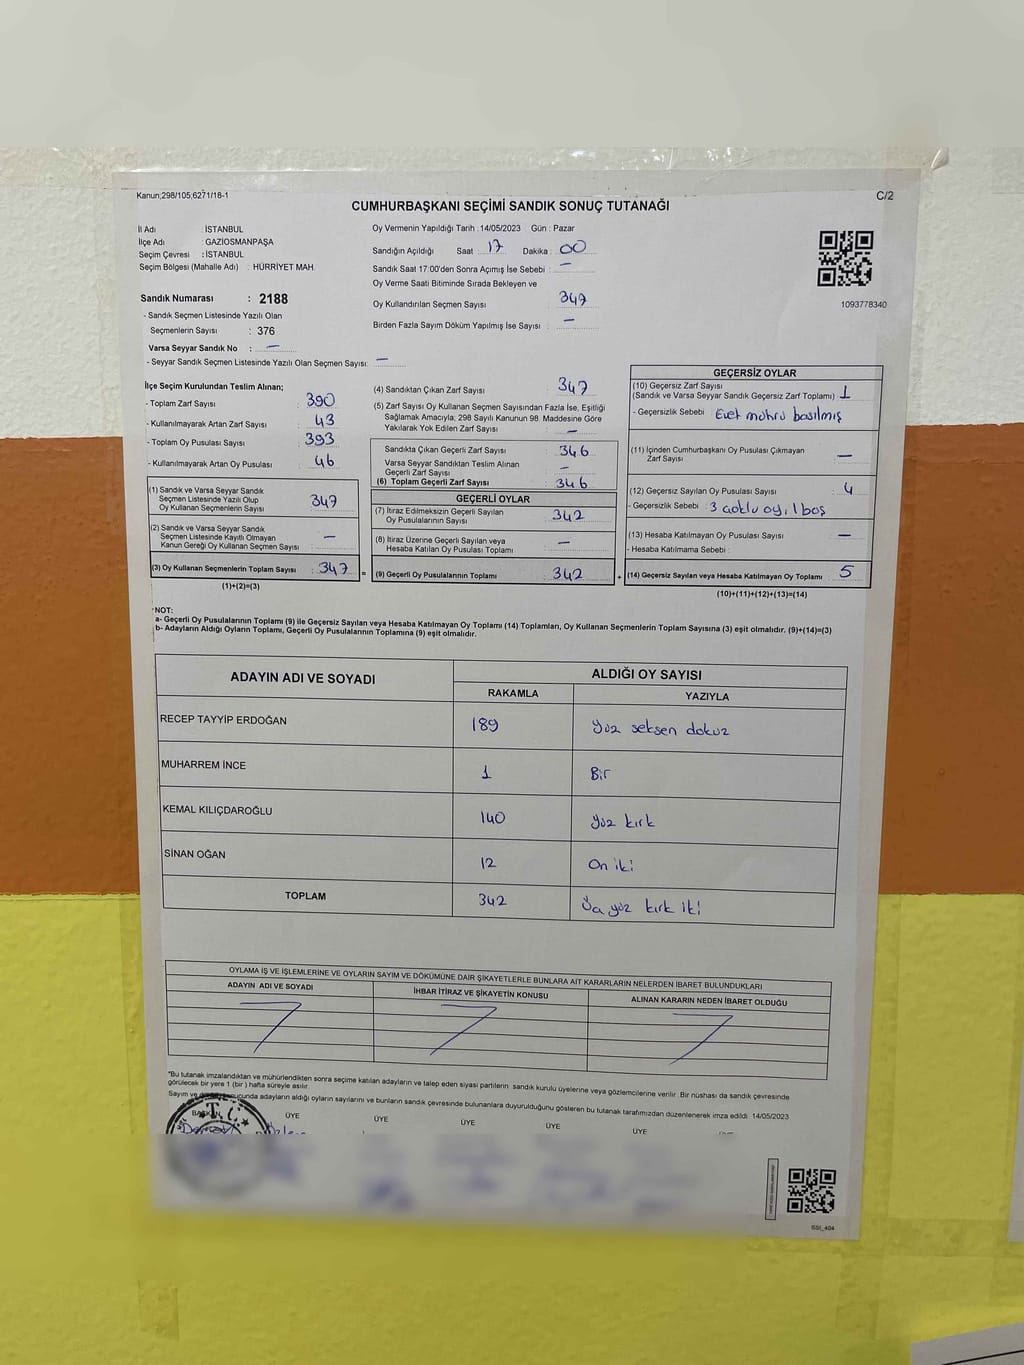 Kanun;298/105;6271/18-1
C/2
CUMHURBAŞKANI SEÇİMİ SANDIK SONUÇ TUTANAĞI
İl Adı : İSTANBUL
İlçe Adı : GAZİOSMANPAŞA
Seçim Çevresi : İSTANBUL
Seçim Bölgesi (Mahalle Adı) : HÜRRİYET MAH.
Sandık Numarası : 2188
- Sandık Seçmen Listesinde Yazılı Olan
Seçmenlerin Sayısı : 376
Varsa Seyyar Sandık No : —
- Seyyar Sandık Seçmen Listesinde Yazılı Olan Seçmen Sayısı: —
Oy Vermenin Yapıldığı Tarih : 14/05/2023 Gün : Pazar
Sandığın Açıldığı Saat : 17 Dakika : 00
Sandık Saat 17:00'den Sonra Açımış İse Sebebi : —
Oy Verme Saati Bitiminde Sırada Bekleyen ve
Oy Kullandırılan Seçmen Sayısı : 347
Birden Fazla Sayım Döküm Yapılmış İse Sayısı : —
1093778340
İlçe Seçim Kurulundan Teslim Alınan;
- Toplam Zarf Sayısı : 390
- Kullanılmayarak Artan Zarf Sayısı : 43
- Toplam Oy Pusulası Sayısı : 393
- Kullanılmayarak Artan Oy Pusulası : 46
(1) Sandık ve Varsa Seyyar Sandık
Seçmen Listesinde Yazılı Olup
Oy Kullanan Seçmenlerin Sayısı : 347
(2) Sandık ve Varsa Seyyar Sandık
Seçmen Listesinde Kayıtlı Olmayan
Kanun Gereği Oy Kullanan Seçmen Sayısı : —
(3) Oy Kullanan Seçmenlerin Toplam Sayısı : 347
(1)+(2)=(3)
(4) Sandıktan Çıkan Zarf Sayısı : 347
(5) Zarf Sayısı Oy Kullanan Seçmen Sayısından Fazla İse, Eşitliği
Sağlamak Amacıyla, 298 Sayılı Kanunun 98. Maddesine Göre
Yakılarak Yok Edilen Zarf Sayısı : —
Sandıkta Çıkan Geçerli Zarf Sayısı : 346
Varsa Seyyar Sandıktan Teslim Alınan
Geçerli Zarf Sayısı : —
(6) Toplam Geçerli Zarf Sayısı : 346
GEÇERLİ OYLAR
(7) İtiraz Edilmeksizin Geçerli Sayılan
Oy Pusulalarının Sayısı : 342
(8) İtiraz Üzerine Geçerli Sayılan veya
Hesaba Katılan Oy Pusulası Toplamı : —
= (9) Geçerli Oy Pusulalarının Toplamı : 342
GEÇERSİZ OYLAR
(10) Geçersiz Zarf Sayısı
(Sandık ve Varsa Seyyar Sandık Geçersiz Zarf Toplamı) : 1
- Geçersizlik Sebebi : Evet mührü basılmış
(11) İçinden Cumhurbaşkanı Oy Pusulası Çıkmayan
Zarf Sayısı : —
(12) Geçersiz Sayılan Oy Pusulası Sayısı : 4
- Geçersizlik Sebebi : 3 çoklu oy, 1 boş
(13) Hesaba Katılmayan Oy Pusulası Sayısı : —
- Hesaba Katılmama Sebebi :
+ (14) Geçersiz Sayılan veya Hesaba Katılmayan Oy Toplamı : 5
(10)+(11)+(12)+(13)=(14)
NOT:
a- Geçerli Oy Pusulalarının Toplamı (9) ile Geçersiz Sayılan veya Hesaba Katılmayan Oy Toplamı (14) Toplamları, Oy Kullanan Seçmenlerin Toplam Sayısına (3) eşit olmalıdır. (9)+(14)=(3)
b- Adayların Aldığı Oyların Toplamı, Geçerli Oy Pusulalarının Toplamına (9) eşit olmalıdır.
ADAYIN ADI VE SOYADI ALDIĞI OY SAYISI
RAKAMLA YAZIYLA
RECEP TAYYİP ERDOĞAN 189 Yüz seksen dokuz
MUHARREM İNCE 1 Bir
KEMAL KILIÇDAROĞLU 140 Yüz kırk
SİNAN OĞAN 12 On iki
TOPLAM 342 yüz kırk iki
OYLAMA İŞ VE İŞLEMLERİNE VE OYLARIN SAYIM VE DÖKÜMÜNE DAİR ŞİKAYETLERLE BUNLARA AİT KARARLARIN NELERDEN İBARET BULUNDUKLARI
ADAYIN ADI VE SOYADI İHBAR İTİRAZ VE ŞİKAYETİN KONUSU ALINAN KARARIN NEDEN İBARET OLDUĞU
*Bu tutanak imzalandıktan ve mühürlendikten sonra seçime katılan adayların ve talep eden siyasi partilerin sandık kurulu üyelerine veya gözlemcilerine verilir. Bir nüshası da sandık çevresinde
görülecek bir yere 1 (bir) hafta süreyle asılır.
Sayım ve adayların aldığı oyların sayılarını ve bunların sandık çevresinde bulunanlara duyurulduğunu gösteren bu tutanak tarafımızdan düzenlenerek imza edildi. 14/05/2023
BAŞKAN ÜYE ÜYE ÜYE ÜYE ÜYE
T.C.
SSI_404